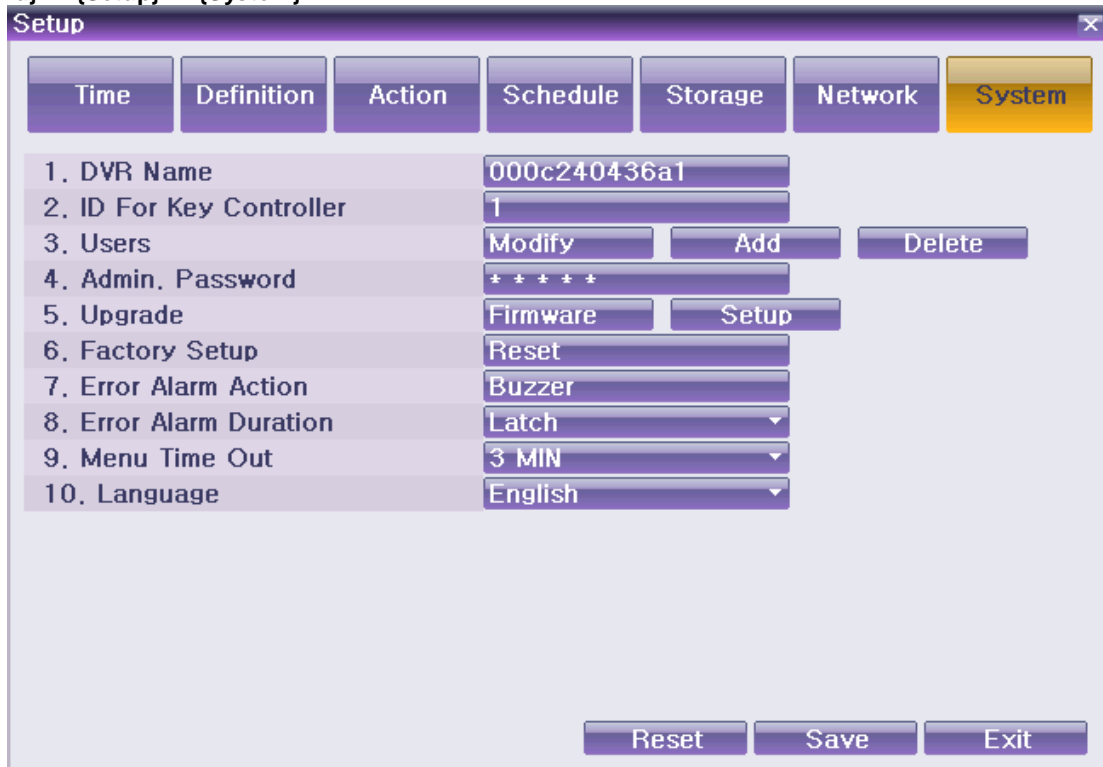 Setup
Time Definition Action Schedule Storage Network System
1. DVR Name 000c240436a1
2. ID For Key Controller 1
3. Users Modify Add Delete
4. Admin. Password * * * * *
5. Upgrade Firmware Setup
6. Factory Setup Reset
7. Error Alarm Action Buzzer
8. Error Alarm Duration Latch
9. Menu Time Out 3 MIN
10. Language English
Reset Save Exit